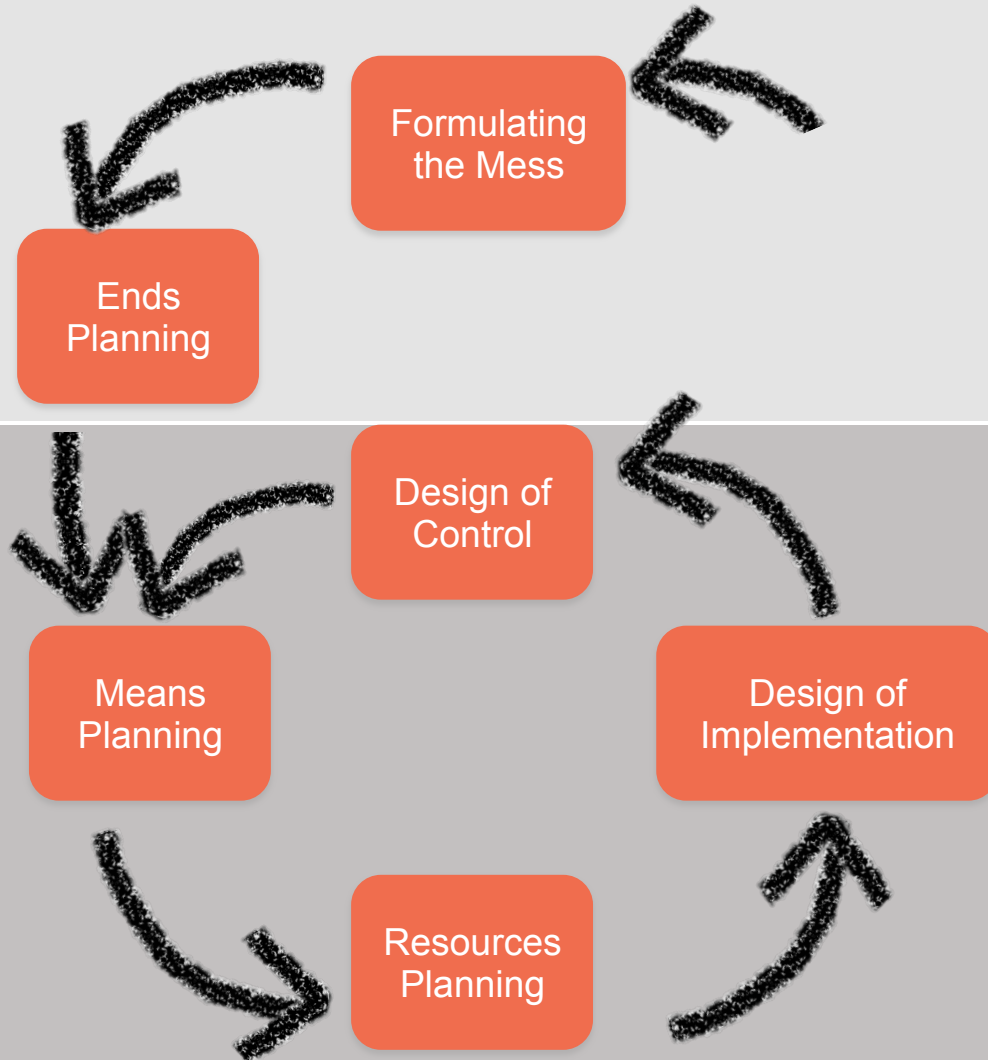 Formulating
the Mess
Ends
Planning
Design of
Control
Means
Planning
Design of
Implementation
Resources
Planning